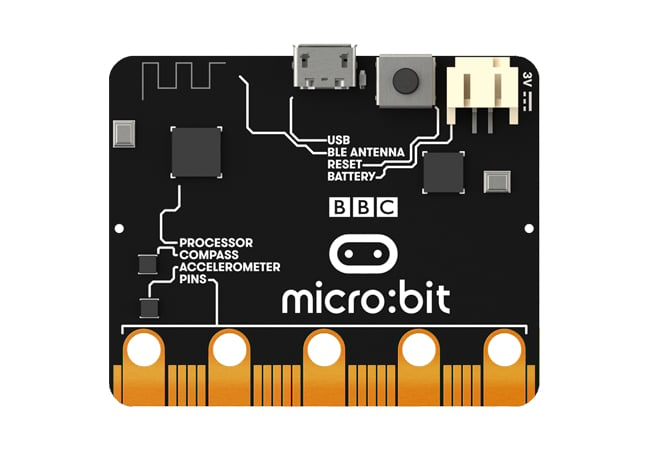 3V
USB
BLE ANTENNA
RESET
BATTERY
BBC
PROCESSOR
COMPASS
ACCELEROMETER
PINS
micro:bit